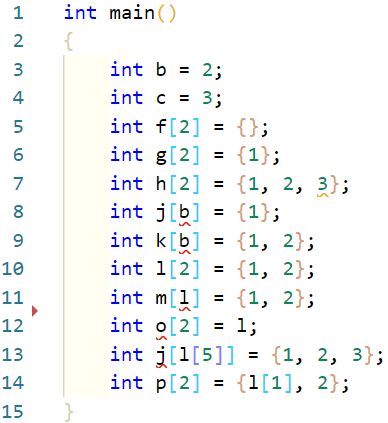 1 int main()
2 {
3 int b = 2;
4 int c = 3;
5 int f[2] = {};
6 int g[2] = {1};
7 int h[2] = {1, 2, 3};
8 int j[b] = {1};
9 int k[b] = {1, 2};
10 int l[2] = {1, 2};
11 int m[l] = {1, 2};
12 int o[2] = l;
13 int j[l[5]] = {1, 2, 3};
14 int p[2] = {l[1], 2};
15 }